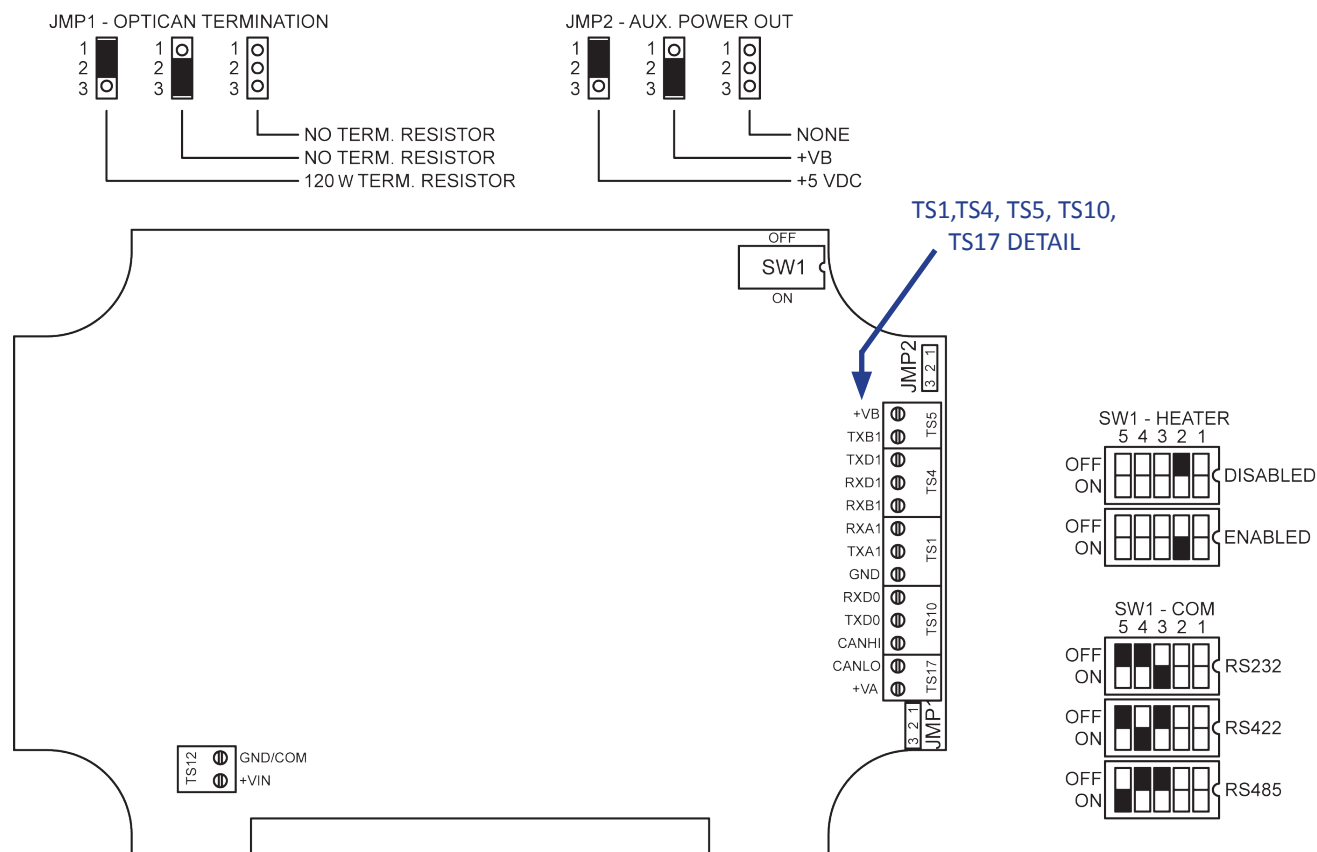 JMP1 - OPTICAN TERMINATION
1
2
3
1
2
3
1
2
3
NO TERM. RESISTOR
NO TERM. RESISTOR
120 W TERM. RESISTOR
JMP2 - AUX. POWER OUT
1
2
3
1
2
3
1
2
3
NONE
+VB
+5 VDC
TS1,TS4, TS5, TS10,
TS17 DETAIL
OFF
SW1
ON
JMP2
3 2 1
+VB
TXB1
TS5
TXD1
RXD1
RXB1
TS4
RXA1
TXA1
GND
TS1
RXD0
TXD0
CANHI
TS10
CANLO
+VA
TS17
3 2 1
JMP1
TS12
GND/COM
+VIN
SW1 - HEATER
5 4 3 2 1
OFF
ON
DISABLED
OFF
ON
ENABLED
SW1 - COM
5 4 3 2 1
OFF
ON
RS232
OFF
ON
RS422
OFF
ON
RS485